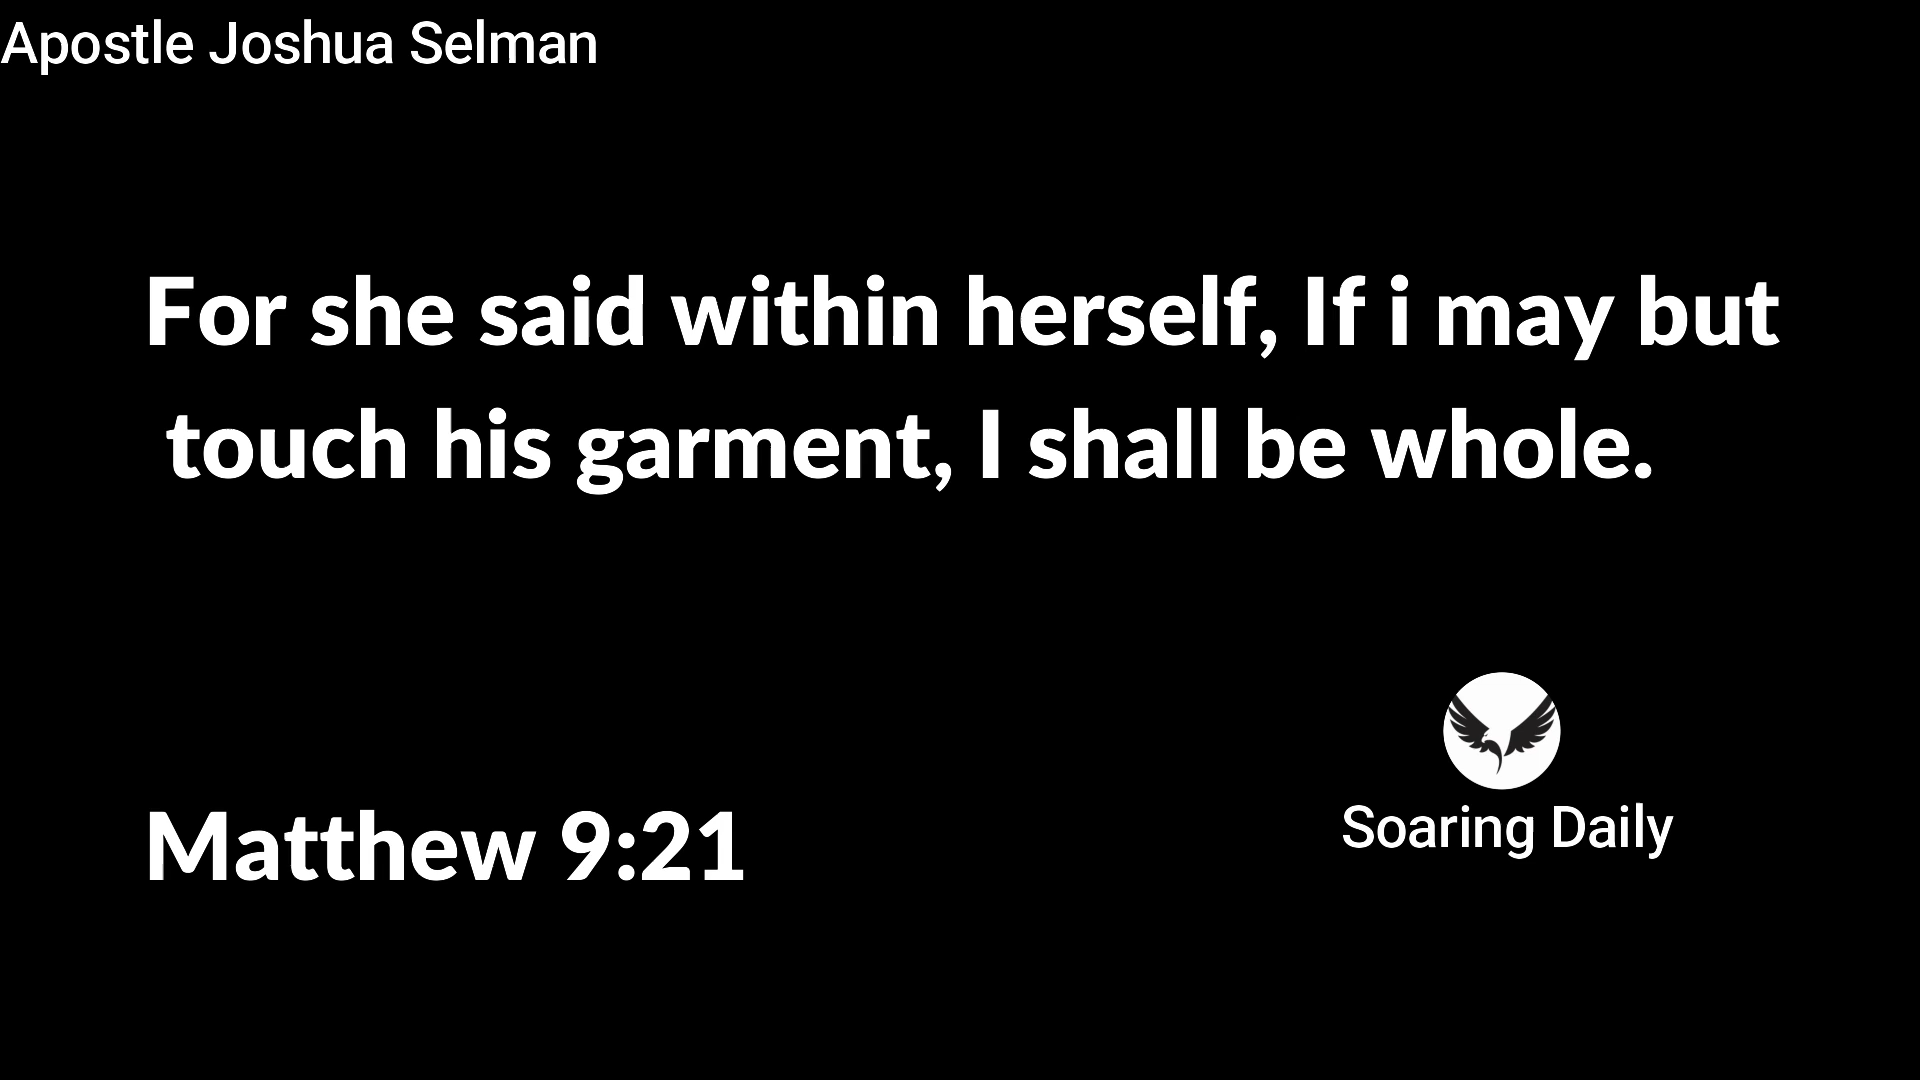 Apostle Joshua Selman
For she said within herself, If i may but
touch his garment, I shall be whole.
Matthew 9:21
Soaring Daily